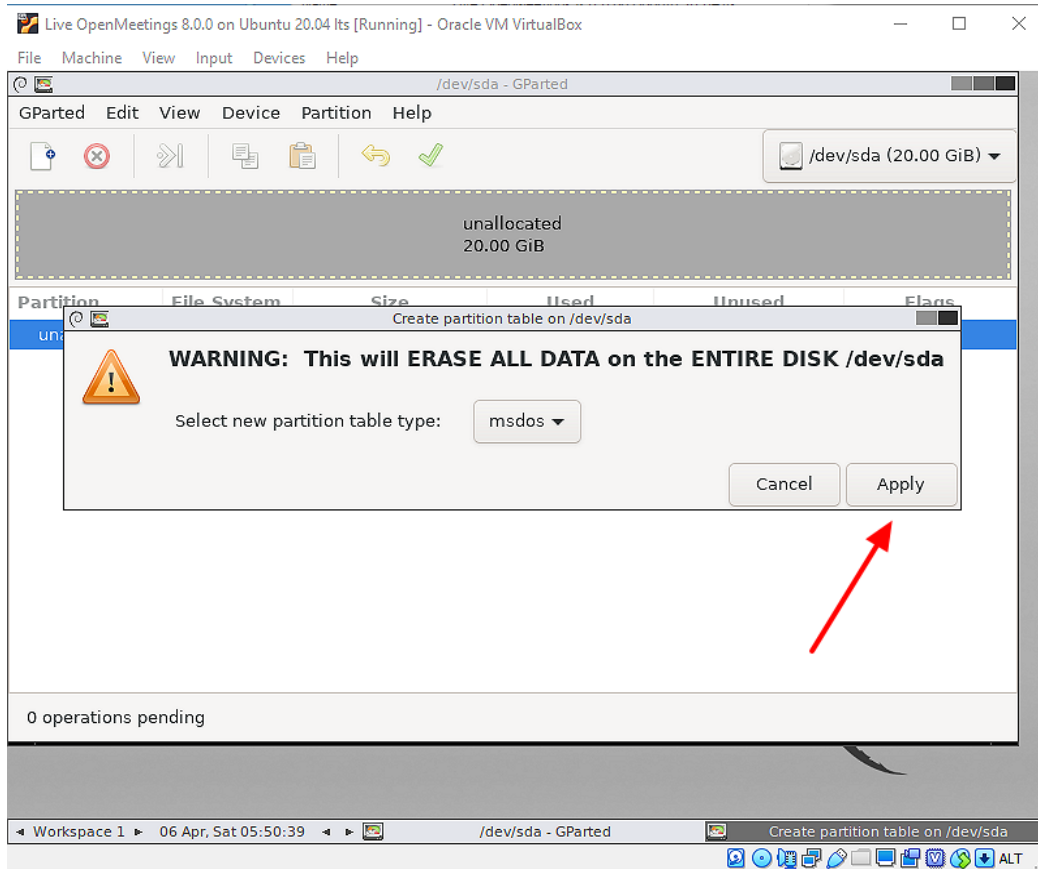 Live OpenMeetings 8.0.0 on Ubuntu 20.04 lts [Running] - Oracle VM VirtualBox
File Machine View Input Devices Help
/dev/sda - GParted
GParted Edit View Device Partition Help
/dev/sda (20.00 GiB)
unallocated
20.00 GiB
Partition File System Size Used Unused Flags
Create partition table on /dev/sda
WARNING: This will ERASE ALL DATA on the ENTIRE DISK /dev/sda
Select new partition table type: msdos
Cancel Apply
0 operations pending
Workspace 1 06 Apr, Sat 05:50:39 /dev/sda - GParted Create partition table on /dev/sda
ALT